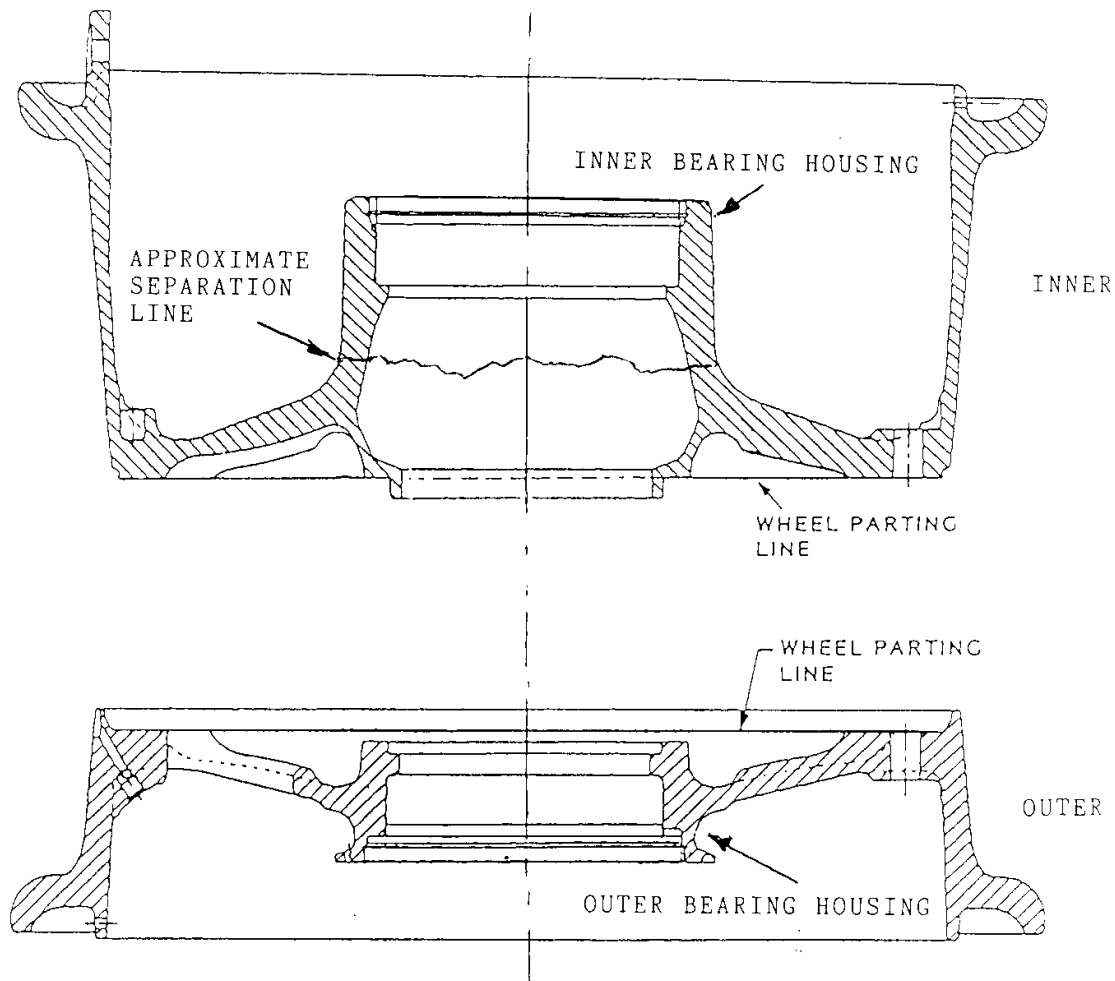 INNER BEARING HOUSING
APPROXIMATE
SEPARATION
LINE
INNER
WHEEL PARTING
LINE
WHEEL PARTING
LINE
OUTER
OUTER BEARING HOUSING